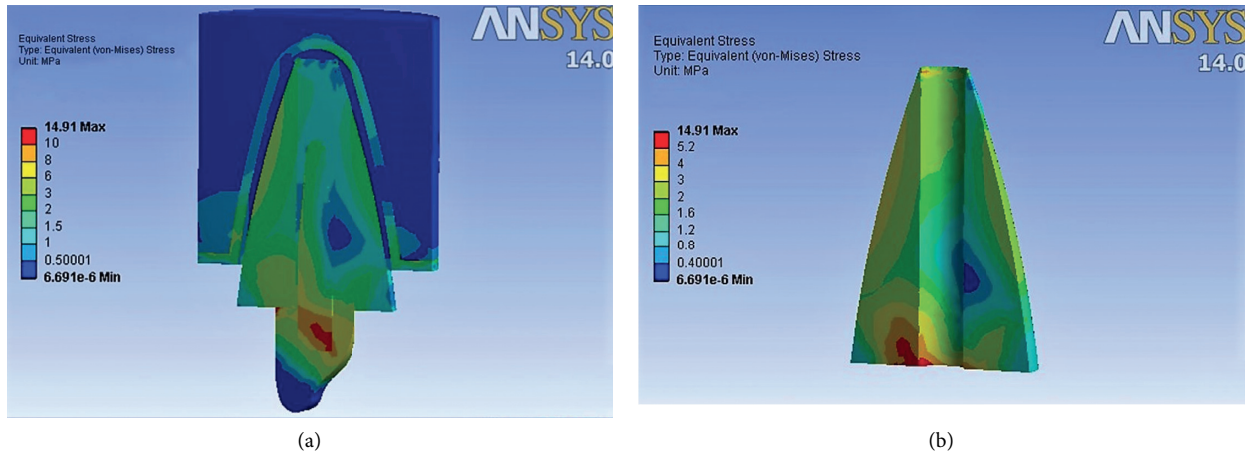 ANSYS
14.0
Equivalent Stress
Type: Equivalent (von-Mises) Stress
Unit: MPa
14.91 Max
10
8
6
3
2
1.5
1
0.50001
6.691e-6 Min
(a)
ANSYS
14.0
Equivalent Stress
Type: Equivalent (von-Mises) Stress
Unit: MPa
14.91 Max
5.2
4
3
2
1.6
1.2
0.8
0.40001
6.691e-6 Min
(b)